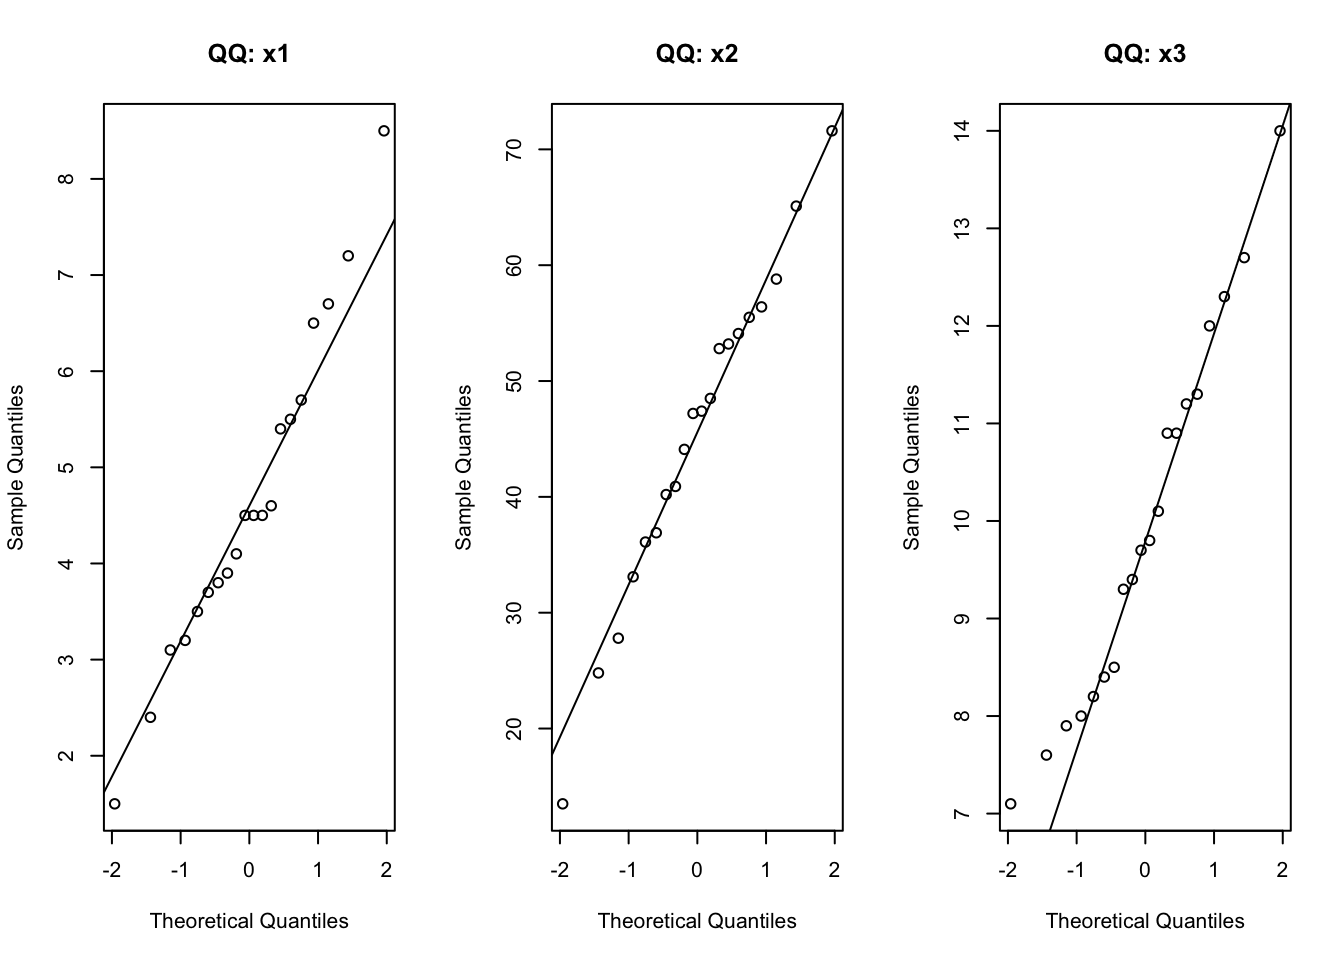 QQ: x1
Sample Quantiles
8
7
6
5
4
3
2
-2 -1 0 1 2
Theoretical Quantiles
QQ: x2
Sample Quantiles
70
60
50
40
30
20
-2 -1 0 1 2
Theoretical Quantiles
QQ: x3
Sample Quantiles
14
13
12
11
10
9
8
7
-2 -1 0 1 2
Theoretical Quantiles